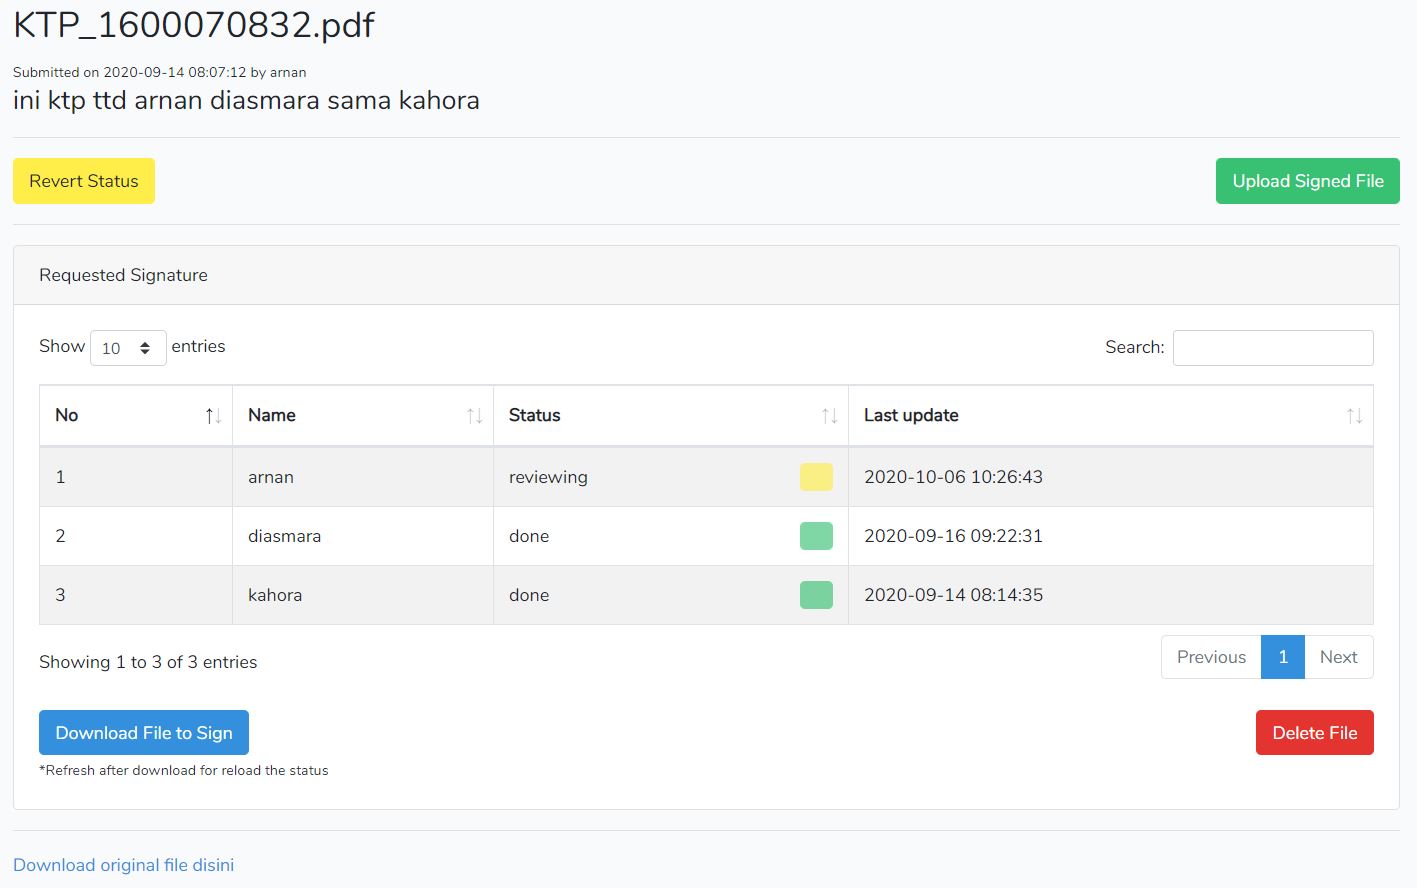 KTP_1600070832.pdf
Submitted on 2020-09-14 08:07:12 by arnan
ini ktp ttd arnan diasmara sama kahora
Revert Status
Upload Signed File
Requested Signature
Show 10 entries
Search:
No Name Status Last update
1 arnan reviewing 2020-10-06 10:26:43
2 diasmara done 2020-09-16 09:22:31
3 kahora done 2020-09-14 08:14:35
Showing 1 to 3 of 3 entries
Previous 1 Next
Download File to Sign
Delete File
*Refresh after download for reload the status
Download original file disini